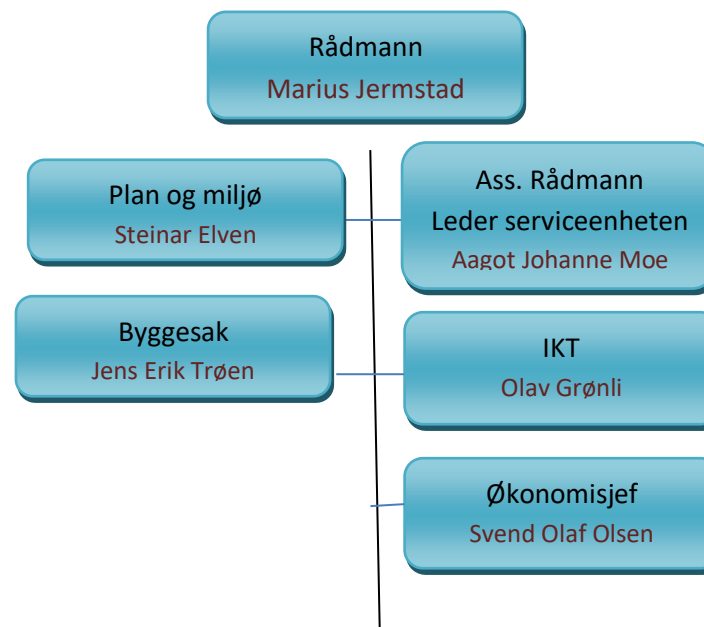 Rådmann
Marius Jermstad
Plan og miljø
Steinar Elven
Ass. Rådmann
Leder serviceenheten
Aagot Johanne Moe
Byggesak
Jens Erik Trøen
IKT
Olav Grønli
Økonomisjef
Svend Olaf Olsen